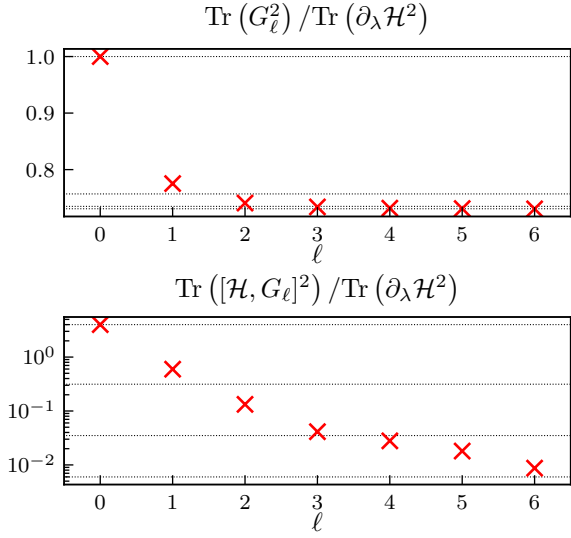 Tr (G_ℓ^2) / Tr (∂_λ ℋ^2)
1.0
0.9
0.8
0 1 2 3 4 5 6
ℓ
Tr ([ℋ, G_ℓ]^2) / Tr (∂_λ ℋ^2)
10^0
10^−1
10^−2
0 1 2 3 4 5 6
ℓ